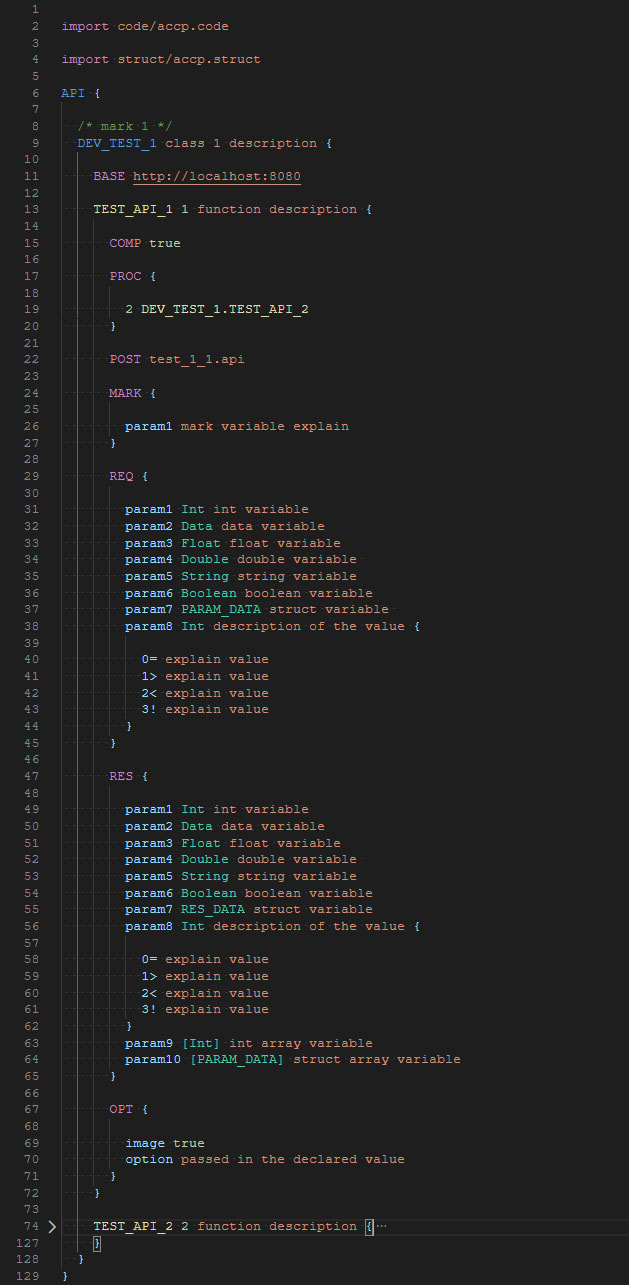 1
2 import code/accp.code
3
4 import struct/accp.struct
5
6 API {
7
8 /* mark 1 */
9 DEV_TEST_1 class 1 description {
10
11 BASE http://localhost:8080
12
13 TEST_API_1 1 function description {
14
15 COMP true
16
17 PROC {
18
19 2 DEV_TEST_1.TEST_API_2
20 }
21
22 POST test_1_1.api
23
24 MARK {
25
26 param1 mark variable explain
27 }
28
29 REQ {
30
31 param1 Int int variable
32 param2 Data data variable
33 param3 Float float variable
34 param4 Double double variable
35 param5 String string variable
36 param6 Boolean boolean variable
37 param7 PARAM_DATA struct variable
38 param8 Int description of the value {
39
40 0= explain value
41 1> explain value
42 2< explain value
43 3! explain value
44 }
45 }
46
47 RES {
48
49 param1 Int int variable
50 param2 Data data variable
51 param3 Float float variable
52 param4 Double double variable
53 param5 String string variable
54 param6 Boolean boolean variable
55 param7 RES_DATA struct variable
56 param8 Int description of the value {
57
58 0= explain value
59 1> explain value
60 2< explain value
61 3! explain value
62 }
63 param9 [Int] int array variable
64 param10 [PARAM_DATA] struct array variable
65 }
66
67 OPT {
68
69 image true
70 option passed in the declared value
71 }
72 }
73
74 TEST_API_2 2 function description {⋯
127 }
128 }
129 }